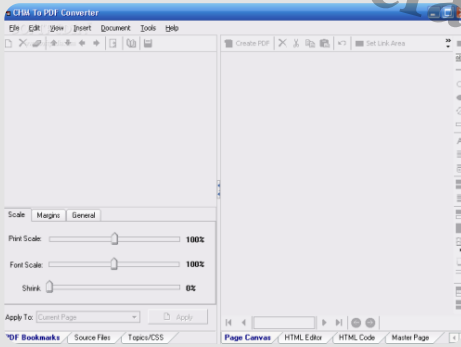 CHM To PDF Converter
File Edit View Insert Document Tools Help
Create PDF Set Link Area
Scale Margins General
Print Scale: 100%
Font Scale: 100%
Shrink 0%
Apply To: Current Page Apply
PDF Bookmarks Source Files Topics/CSS
Page Canvas HTML Editor HTML Code Master Page